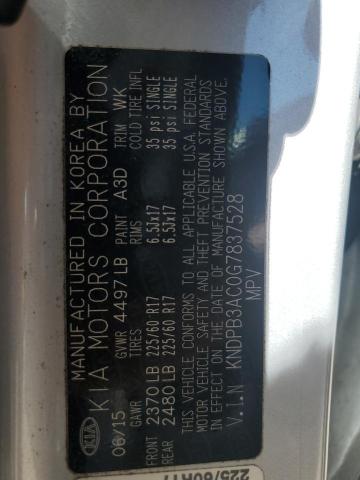 MANUFACTURED IN KOREA BY
KIA KIA MOTORS CORPORATION
06/15 GVWR 4497 LB PAINT A3D TRIM WK
GAWR TIRES RIMS COLD TIRE INFL
FRONT 2370 LB 225/60 R17 6.5Jx17 35 psi SINGLE
REAR 2480 LB 225/60 R17 6.5Jx17 35 psi SINGLE
THIS VEHICLE CONFORMS TO ALL APPLICABLE U.S.A. FEDERAL
MOTOR VEHICLE SAFETY AND THEFT PREVENTION STANDARDS
IN EFFECT ON THE DATE OF MANUFACTURE SHOWN ABOVE.
V.I.N KNDPB3AC0G7837528
MPV
225/60R17